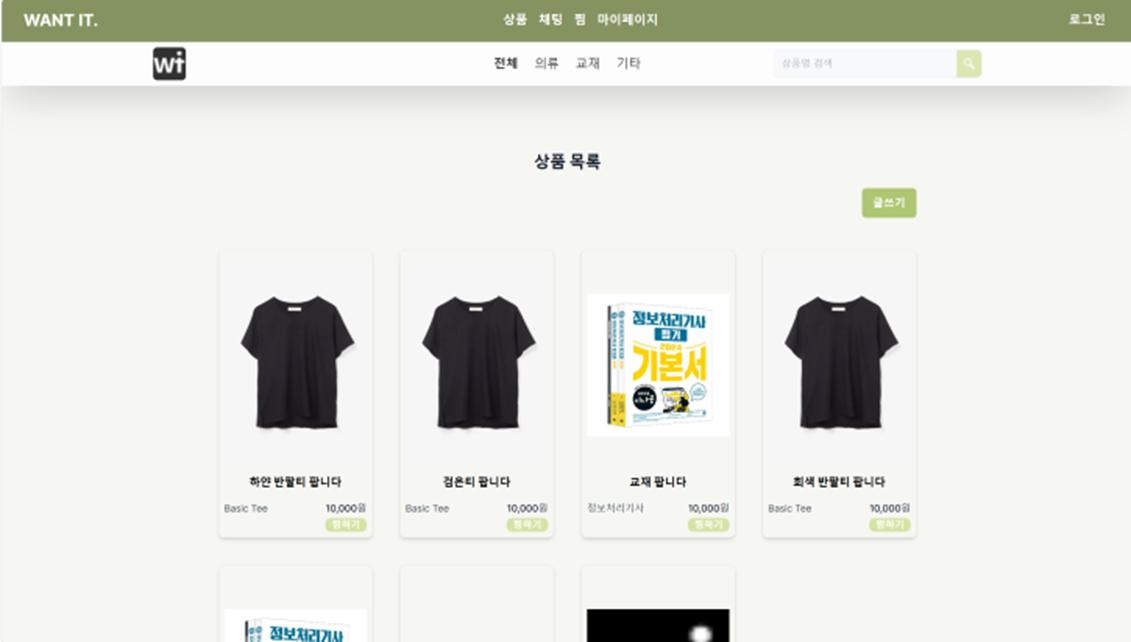 WANT IT. 상품 채팅 찜 마이페이지 로그인
Wi 전체 의류 교재 기타 상품명 검색
상품 목록
글쓰기
정보처리기사
필기
2024
기본서
하얀 반팔티 팝니다
Basic Tee 10,000원
찜하기
검은티 팝니다
Basic Tee 10,000원
찜하기
교재 팝니다
정보처리기사 10,000원
찜하기
회색 반팔티 팝니다
Basic Tee 10,000원
찜하기
정보처리기사